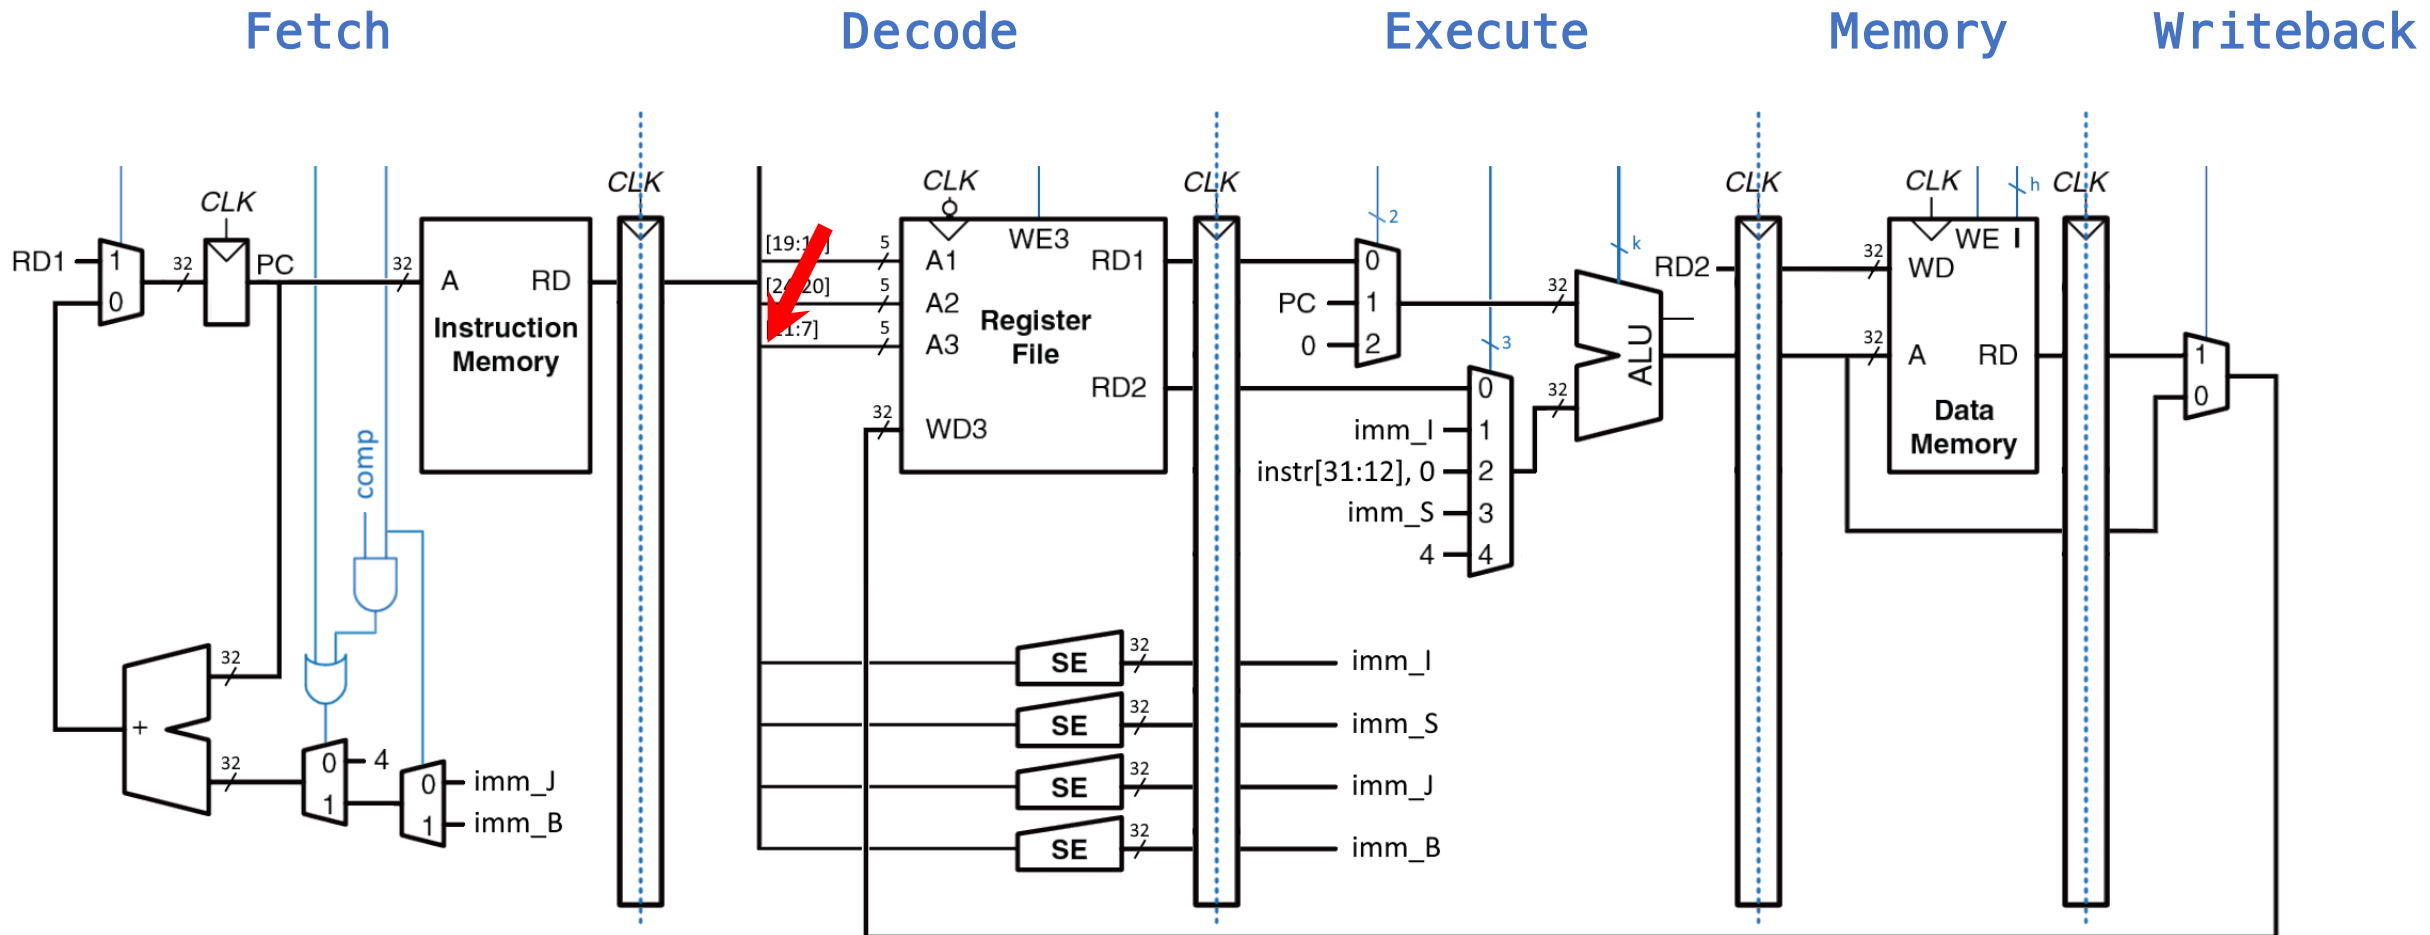 Fetch
Decode
Execute
Memory
Writeback
CLK
CLK
CLK
CLK
CLK
CLK
CLK
RD1
1
0
32
PC
32
A
RD
Instruction
Memory
5
[24:20]
5
5
A1
A2
A3
WE3
RD1
Register
File
RD2
32
WD3
2
0
PC
1
0
2
3
0
imm_I
1
instr[31:12], 0
2
imm_S
3
4
4
k
32
32
ALU
RD2
32
WD
WE
I
h
32
A
RD
Data
Memory
1
0
comp
+
32
32
0
4
1
0
imm_J
1
imm_B
SE
32
imm_I
SE
32
imm_S
SE
32
imm_J
SE
32
imm_B